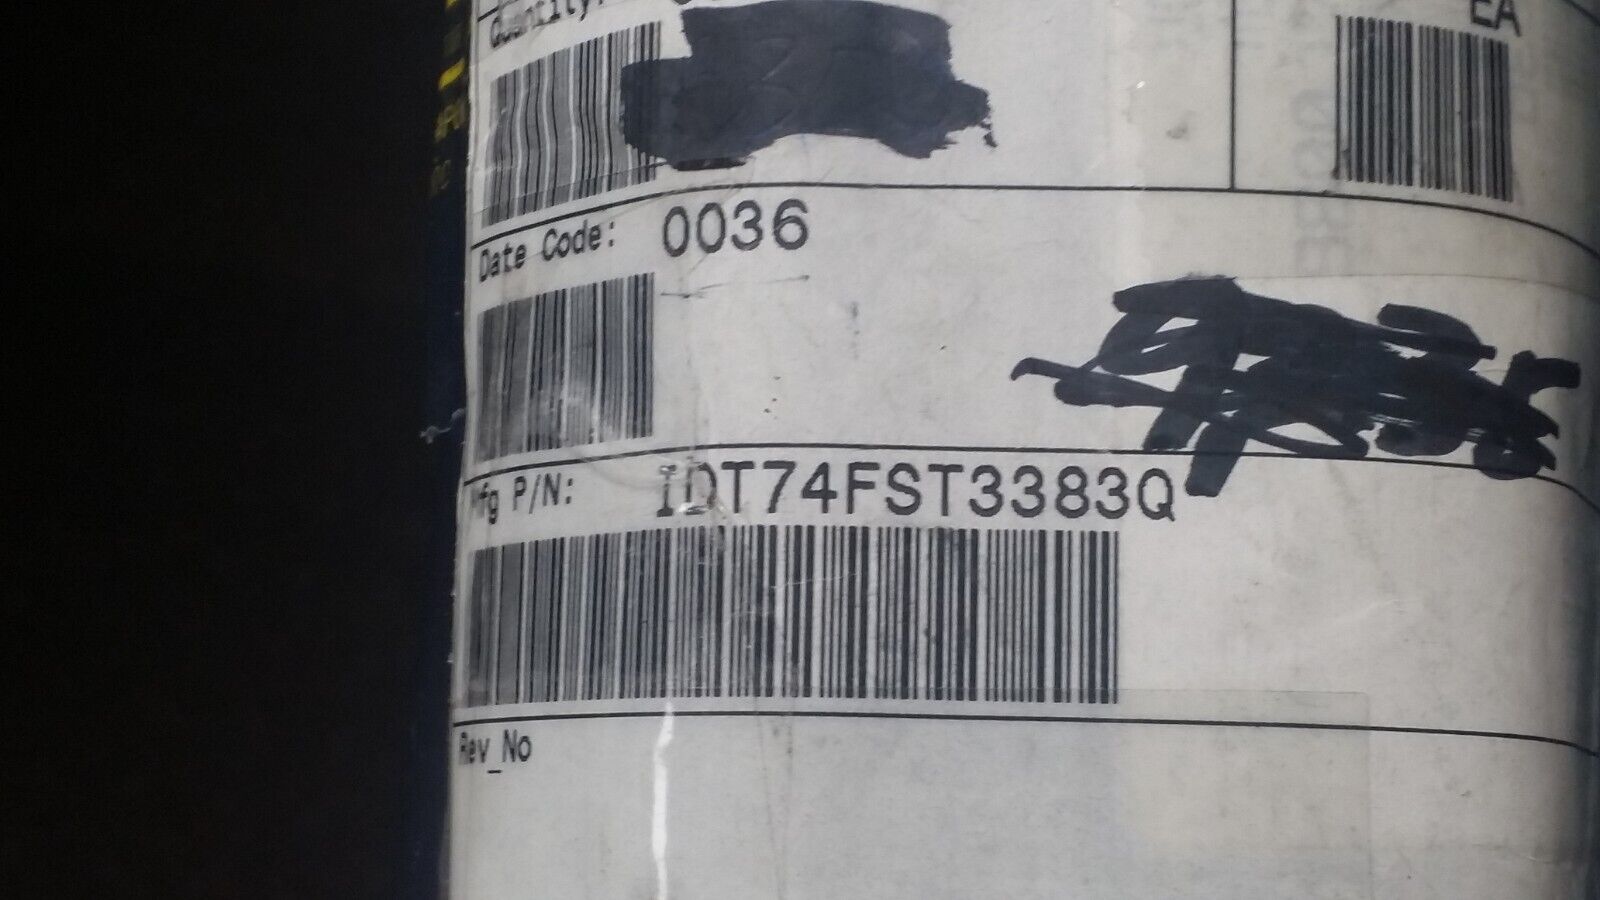 Quantity:
EA
Date Code: 0036
Mfg P/N: IDT74FST3383Q
Rev_No